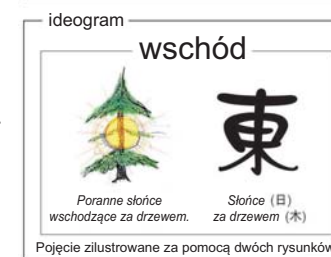 ideogram
wschód
東
Poranne słońce
wschodzące za drzewem.
Słońce (日)
za drzewem (木)
Pojęcie zilustrowane za pomocą dwóch rysunków